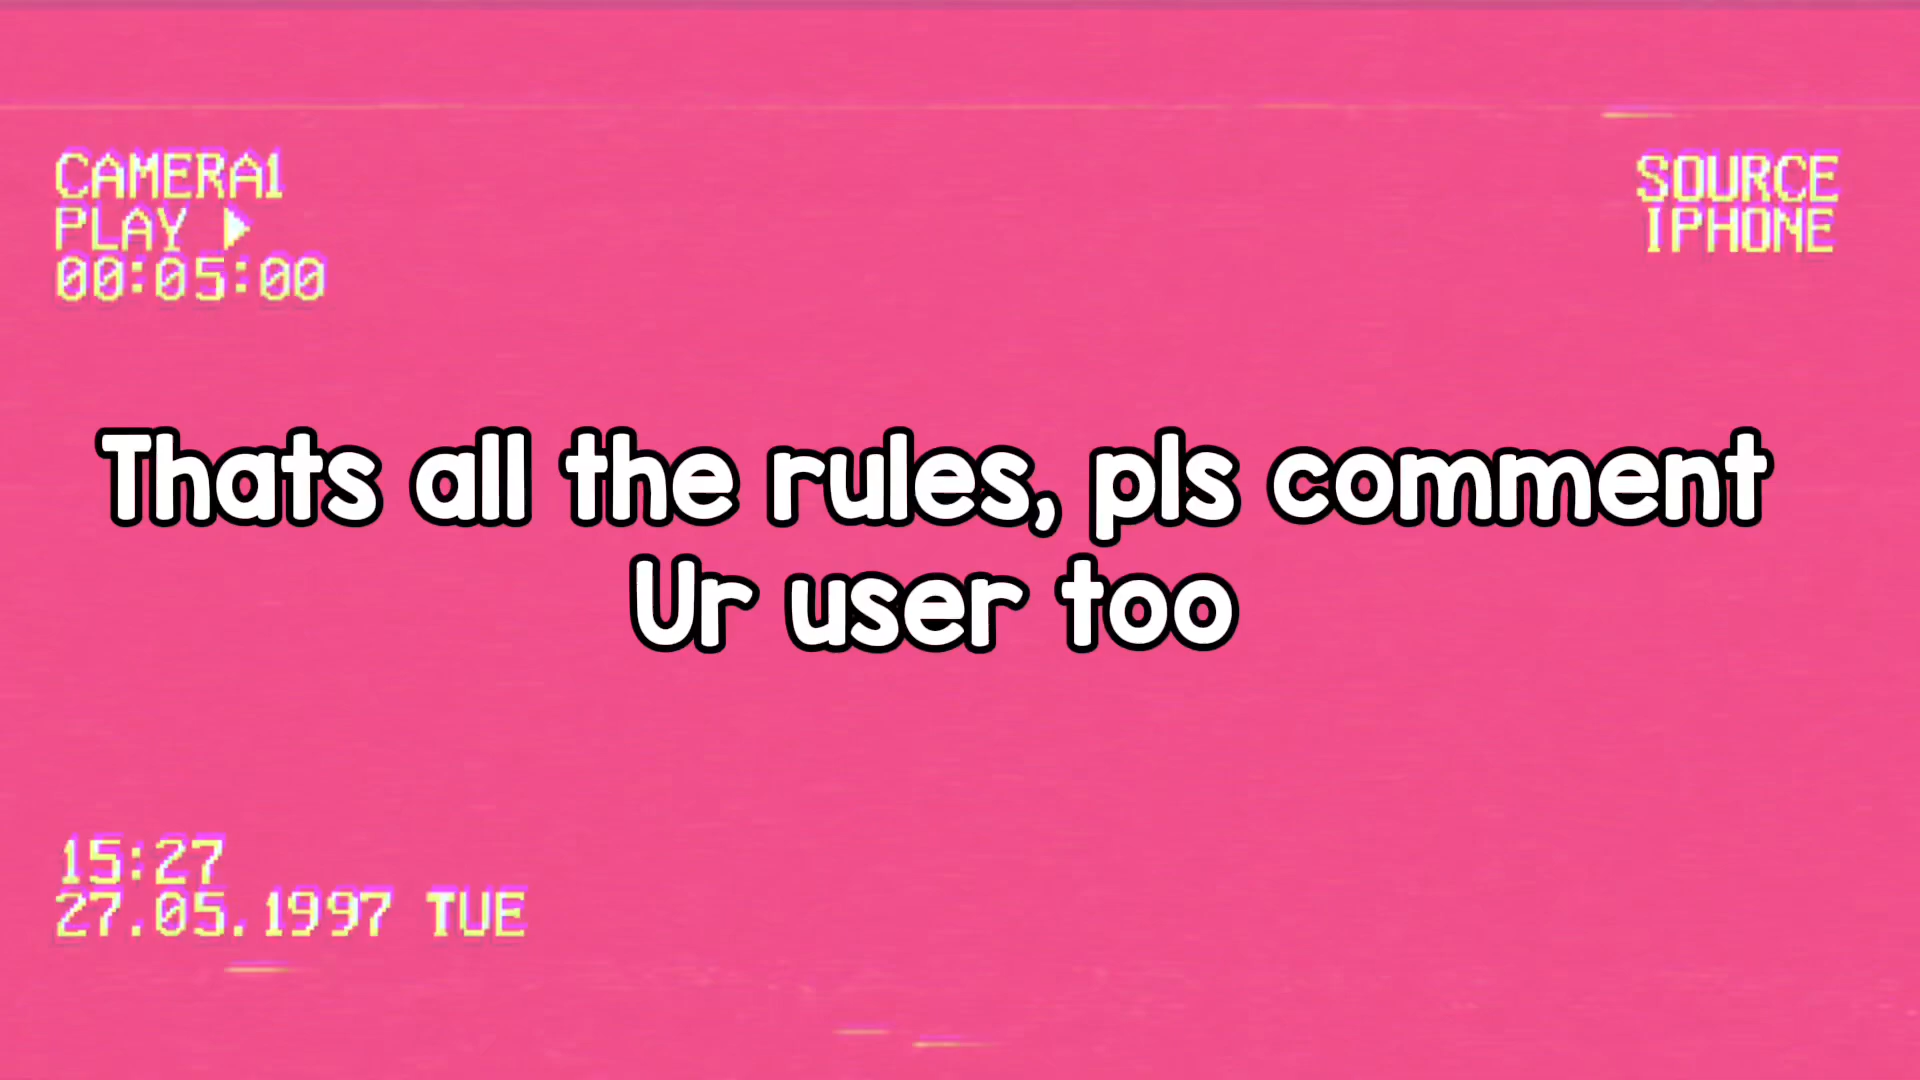 CAMERA1
PLAY
00:05:00
SOURCE
IPHONE
Thats all the rules, pls comment
Ur user too
15:27
27.05.1997 TUE